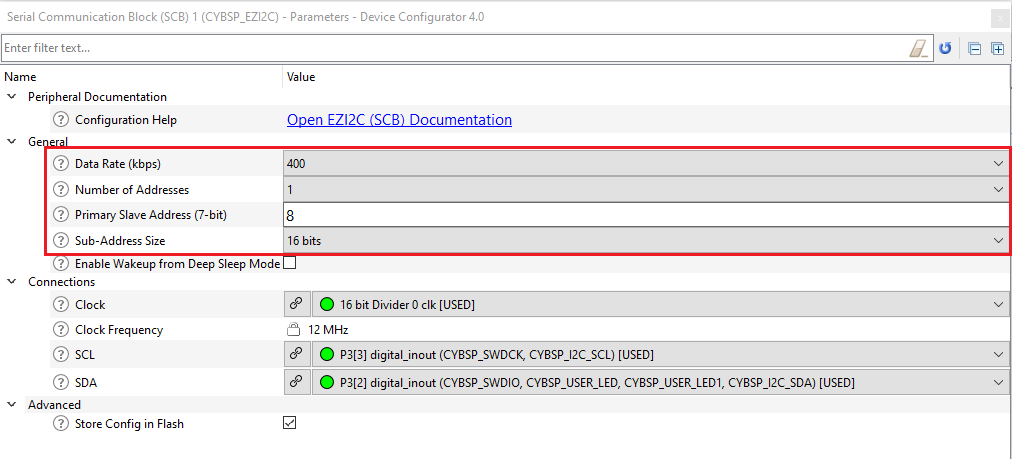 Serial Communication Block (SCB) 1 (CYBSP_EZI2C) - Parameters - Device Configurator 4.0
Enter filter text...
Name Value
Peripheral Documentation
Configuration Help Open EZI2C (SCB) Documentation
General
Data Rate (kbps) 400
Number of Addresses 1
Primary Slave Address (7-bit) 8
Sub-Address Size 16 bits
Enable Wakeup from Deep Sleep Mode
Connections
Clock 16 bit Divider 0 clk [USED]
Clock Frequency 12 MHz
SCL P3[3] digital_inout (CYBSP_SWDCK, CYBSP_I2C_SCL) [USED]
SDA P3[2] digital_inout (CYBSP_SWDIO, CYBSP_USER_LED, CYBSP_USER_LED1, CYBSP_I2C_SDA) [USED]
Advanced
Store Config in Flash